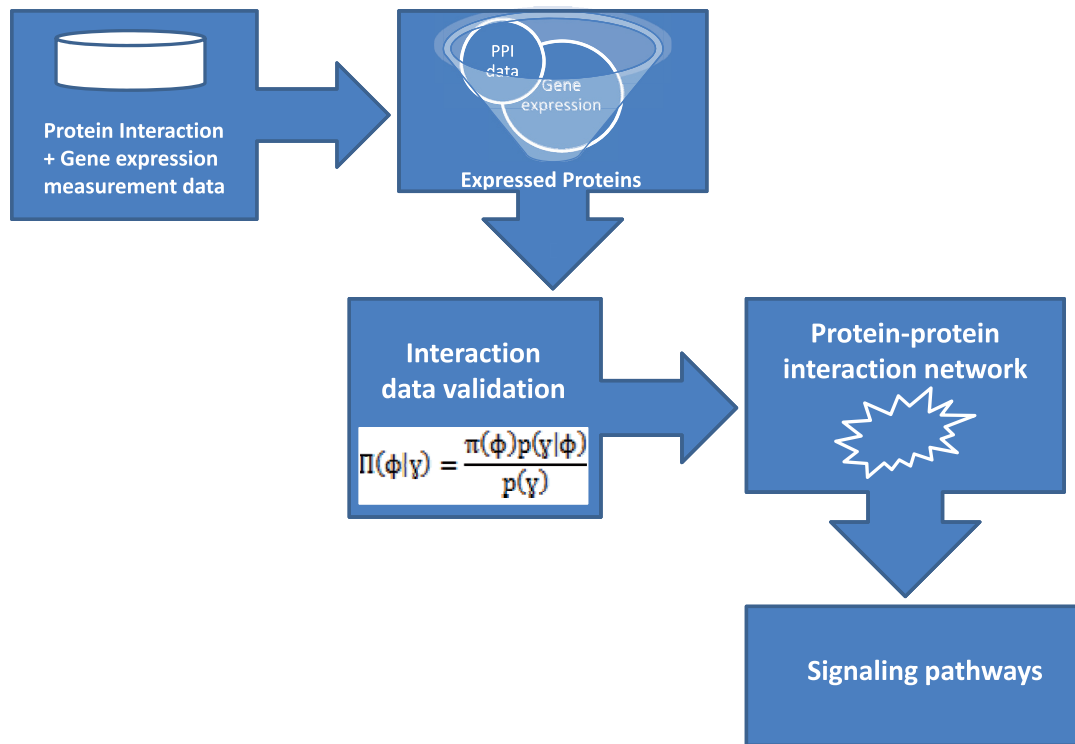 Protein Interaction
+ Gene expression
measurement data
PPI
data
Gene
expression
Expressed Proteins
Interaction
data validation
Π(ϕ|γ) = π(ϕ)p(γ|ϕ)
p(γ)
Protein-protein
interaction network
Signaling pathways